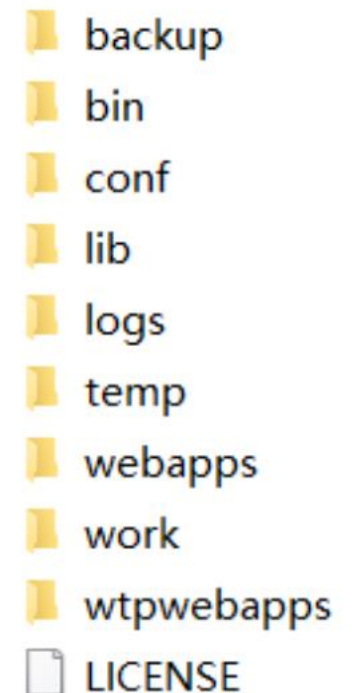 backup
bin
conf
lib
logs
temp
webapps
work
wtpwebapps
LICENSE